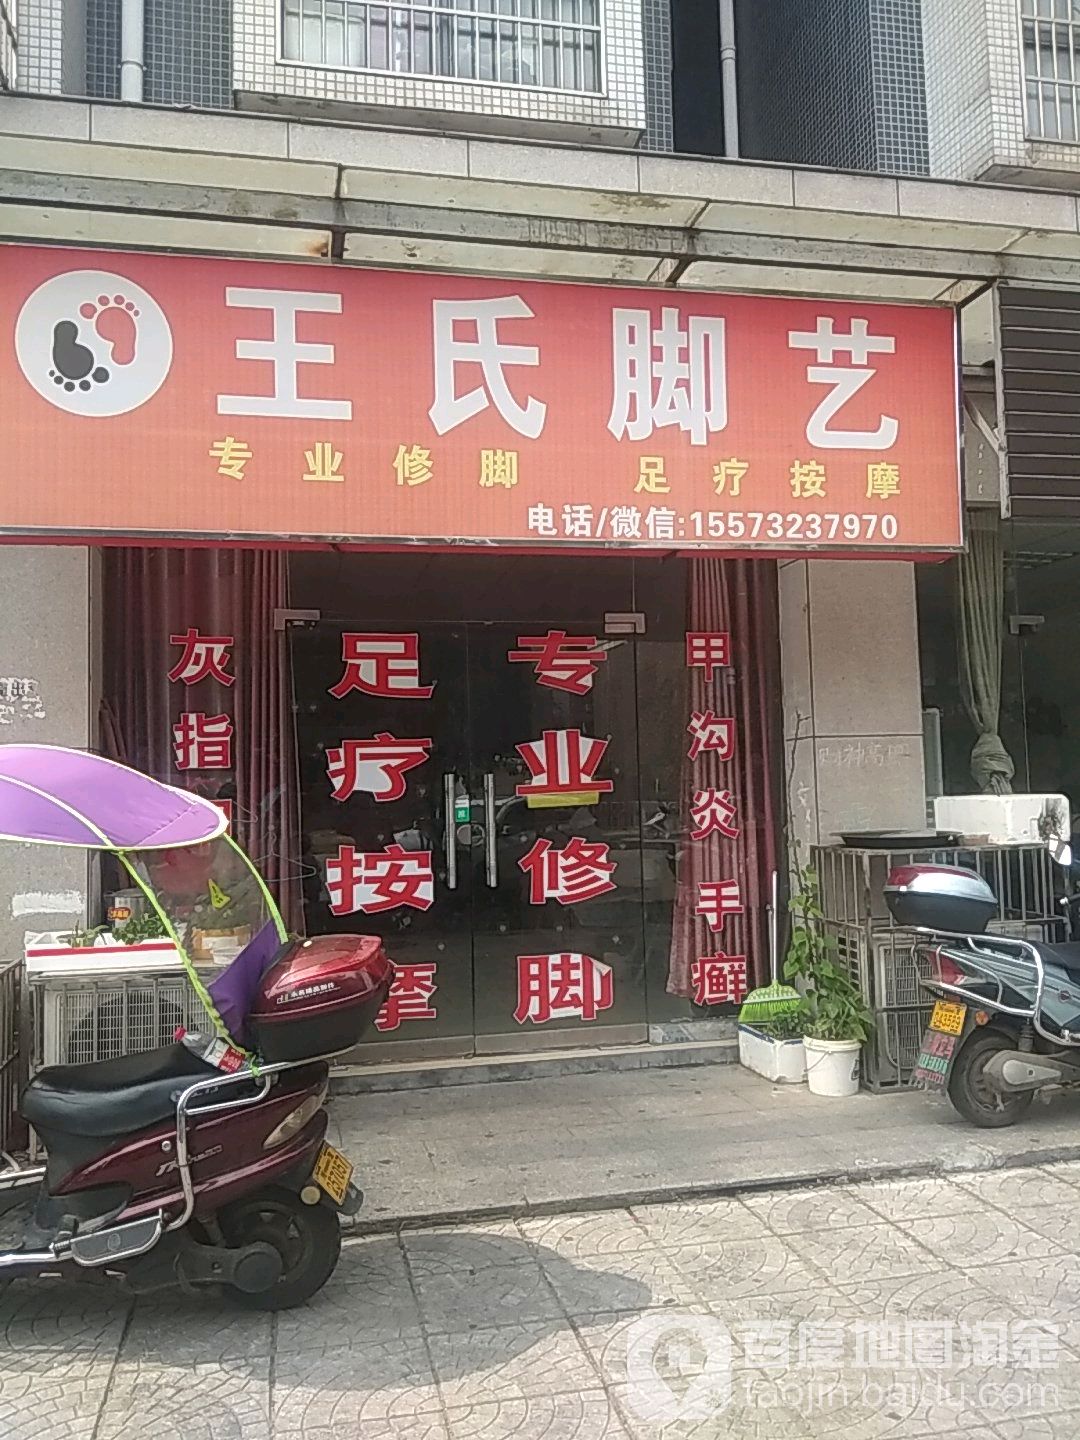 王氏脚艺
专业修脚 足疗按摩
电话/微信:15573237970
灰指
足疗按摩
专业修脚
甲沟炎手癣
百度地图淘金
taojin.baidu.com